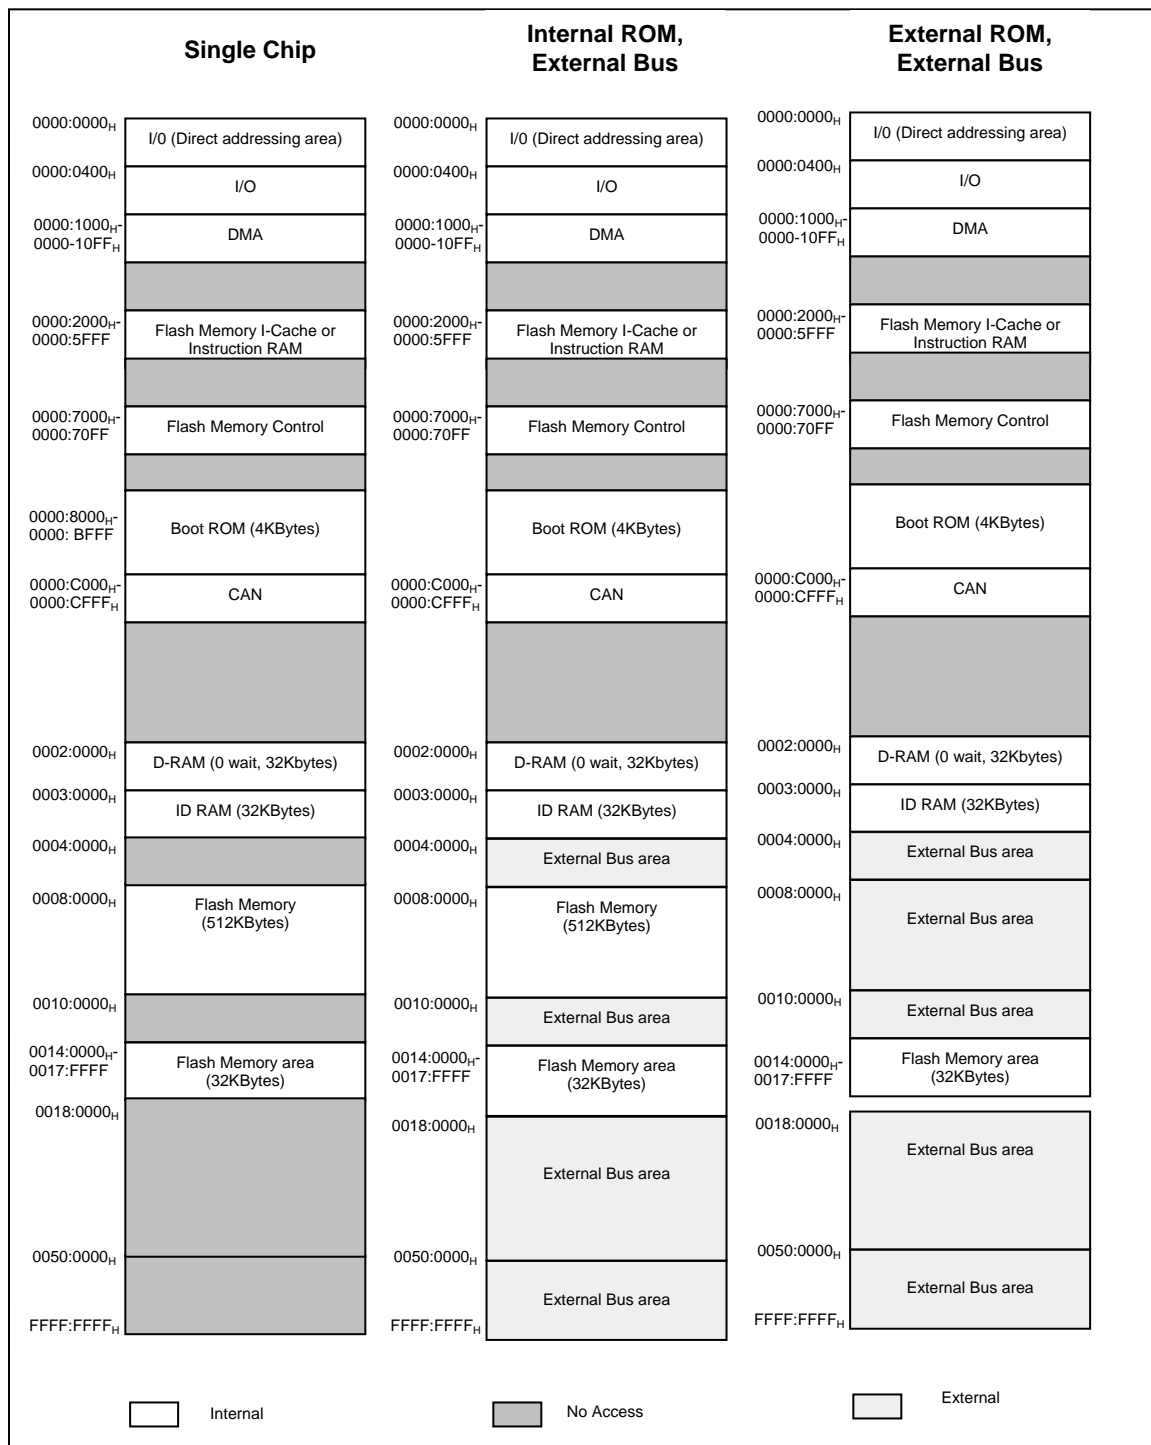 Single Chip
0000:0000H
I/0 (Direct addressing area)
0000:0400H
I/O
0000:1000H-
0000-10FFH
DMA
0000:2000H-
0000:5FFF
Flash Memory I-Cache or
Instruction RAM
0000:7000H-
0000:70FF
Flash Memory Control
0000:8000H-
0000: BFFF
Boot ROM (4KBytes)
0000:C000H-
0000:CFFFH
CAN
0002:0000H
D-RAM (0 wait, 32Kbytes)
0003:0000H
ID RAM (32KBytes)
0004:0000H
0008:0000H
Flash Memory
(512KBytes)
0010:0000H
0014:0000H-
0017:FFFF
Flash Memory area
(32KBytes)
0018:0000H
0050:0000H
FFFF:FFFFH
Internal ROM,
External Bus
0000:0000H
I/0 (Direct addressing area)
0000:0400H
I/O
0000:1000H-
0000-10FFH
DMA
0000:2000H-
0000:5FFF
Flash Memory I-Cache or
Instruction RAM
0000:7000H-
0000:70FF
Flash Memory Control
Boot ROM (4KBytes)
0000:C000H-
0000:CFFFH
CAN
0002:0000H
D-RAM (0 wait, 32Kbytes)
0003:0000H
ID RAM (32KBytes)
0004:0000H
External Bus area
0008:0000H
Flash Memory
(512KBytes)
0010:0000H
External Bus area
0014:0000H-
0017:FFFF
Flash Memory area
(32KBytes)
0018:0000H
External Bus area
0050:0000H
External Bus area
FFFF:FFFFH
External ROM,
External Bus
0000:0000H
I/0 (Direct addressing area)
0000:0400H
I/O
0000:1000H-
0000-10FFH
DMA
0000:2000H-
0000:5FFF
Flash Memory I-Cache or
Instruction RAM
0000:7000H-
0000:70FF
Flash Memory Control
Boot ROM (4KBytes)
0000:C000H-
0000:CFFFH
CAN
0002:0000H
D-RAM (0 wait, 32Kbytes)
0003:0000H
ID RAM (32KBytes)
0004:0000H
External Bus area
0008:0000H
External Bus area
0010:0000H
External Bus area
0014:0000H-
0017:FFFF
Flash Memory area
(32KBytes)
0018:0000H
External Bus area
0050:0000H
External Bus area
FFFF:FFFFH
Internal
No Access
External